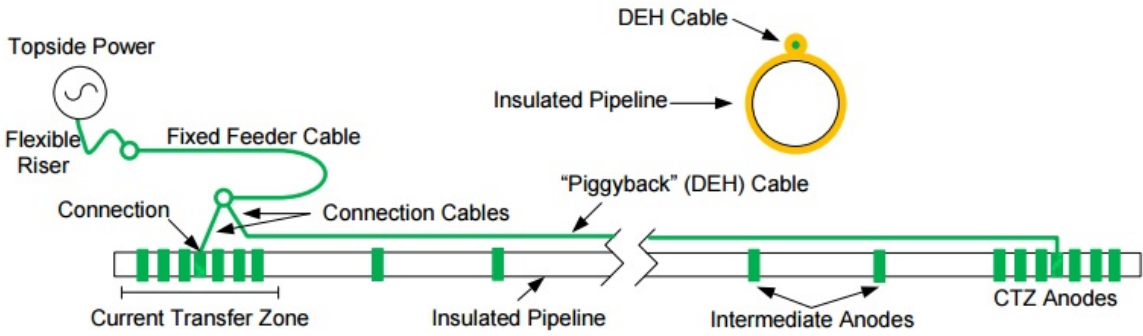 DEH Cable
Topside Power
Insulated Pipeline
Flexible
Riser
Fixed Feeder Cable
"Piggyback" (DEH) Cable
Connection
Connection Cables
Current Transfer Zone
Insulated Pipeline
Intermediate Anodes
CTZ Anodes